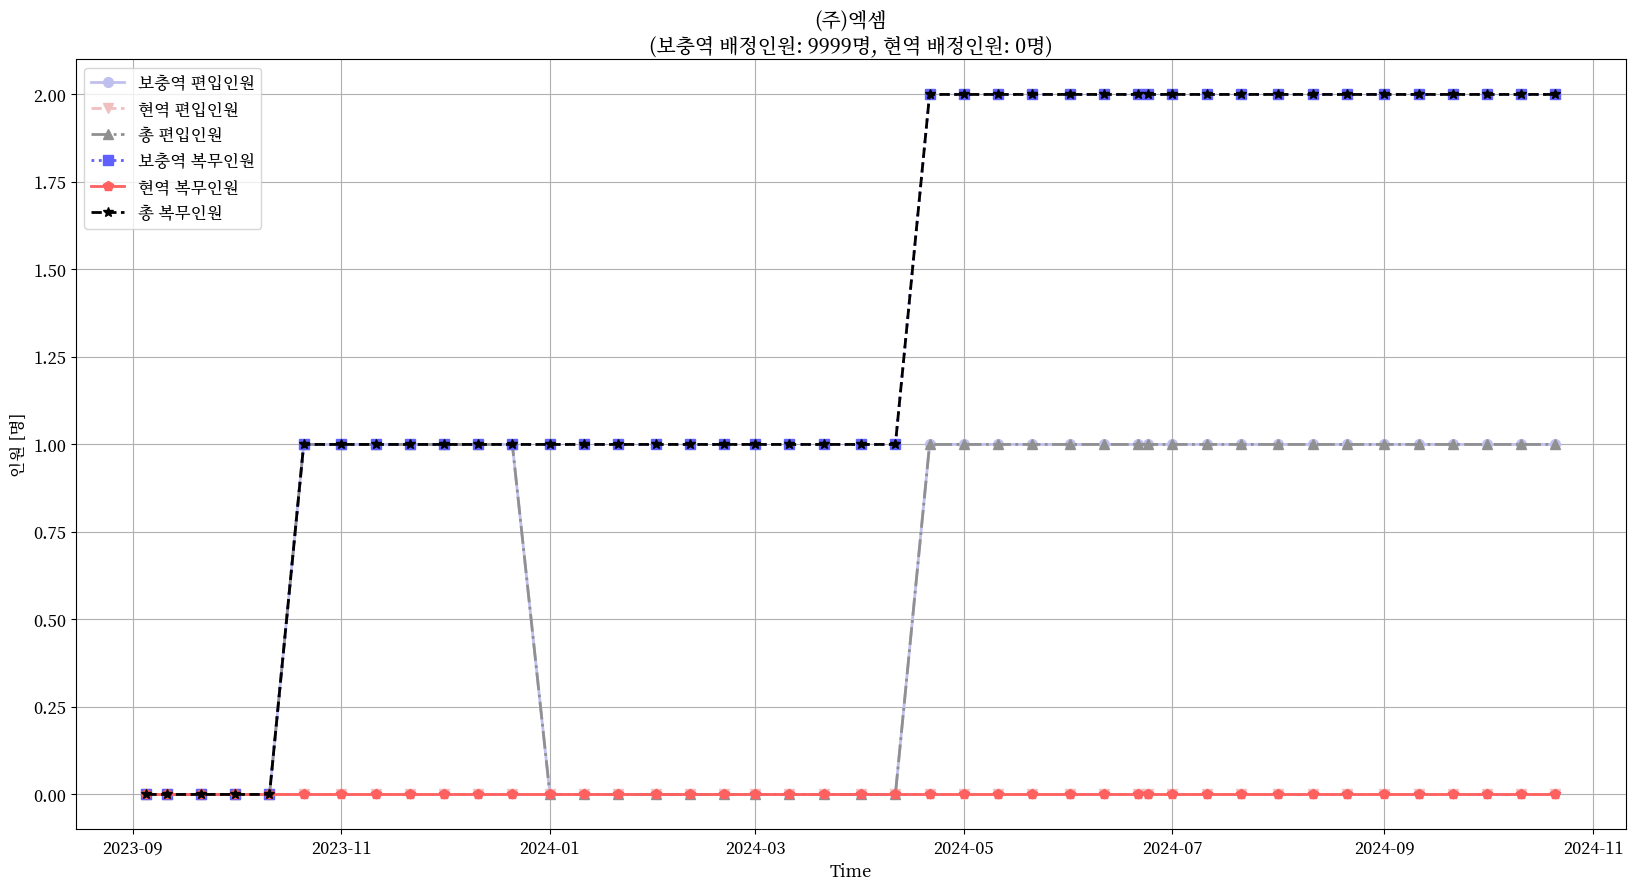 (주)엑셈
(보충역 배정인원: 9999명, 현역 배정인원: 0명)
보충역 편입인원
현역 편입인원
총 편입인원
보충역 복무인원
현역 복무인원
총 복무인원
2.00
1.75
1.50
1.25
1.00
0.75
0.50
0.25
0.00
인원 [명]
2023-09
2023-11
2024-01
2024-03
2024-05
2024-07
2024-09
2024-11
Time